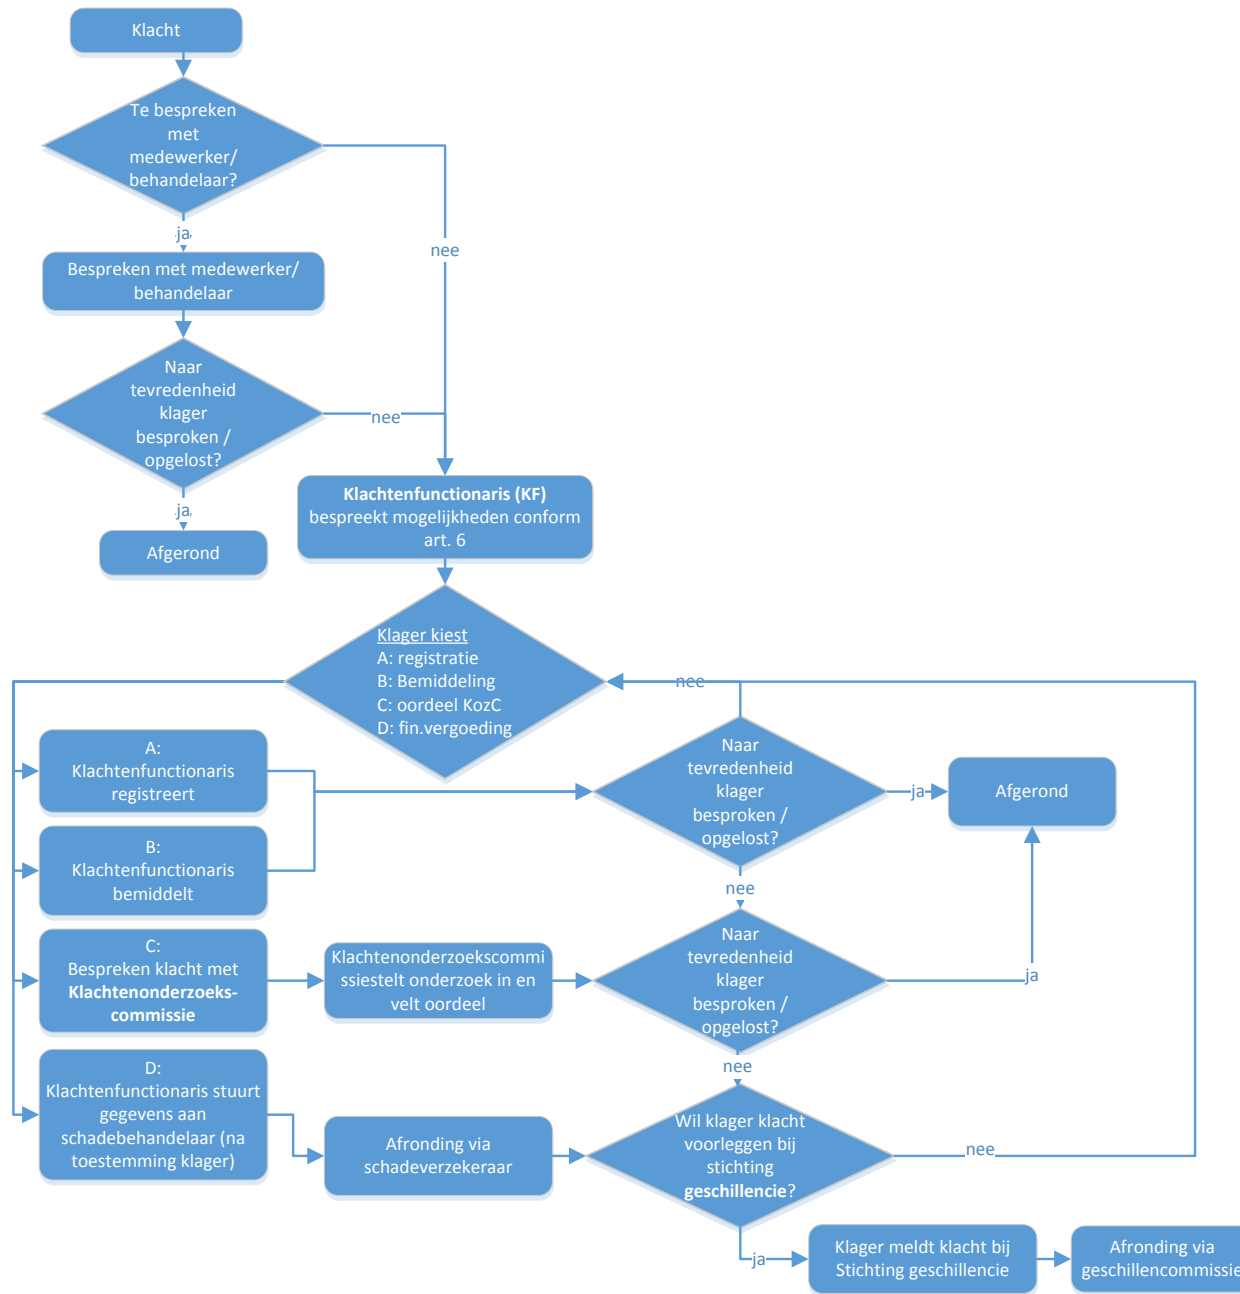 Klacht
Te bespreken
met
medewerker/
behandelaar?
ja
nee
Bespreken met medewerker/
behandelaar
Naar
tevredenheid
klager
besproken /
opgelost?
nee
ja
Afgerond
Klachtenfunctionaris (KF)
bespreekt mogelijkheden conform
art. 6
Klager kiest
A: registratie
B: Bemiddeling
C: oordeel KozC
D: fin.vergoeding
nee
A:
Klachtenfunctionaris
registreert
Naar
tevredenheid
klager
besproken /
opgelost?
ja
Afgerond
B:
Klachtenfunctionaris
bemiddelt
nee
C:
Bespreken klacht met
Klachtenonderzoeks-
commissie
Klachtenonderzoekscommi
ssiestelt onderzoek in en
velt oordeel
Naar
tevredenheid
klager
besproken /
opgelost?
ja
nee
D:
Klachtenfunctionaris stuurt
gegevens aan
schadebehandelaar (na
toestemming klager)
Afronding via
schadeverzekeraar
Wil klager klacht
voorleggen bij
stichting
geschillencie?
nee
ja
Klager meldt klacht bij
Stichting geschillencie
Afronding via
geschillencommissie